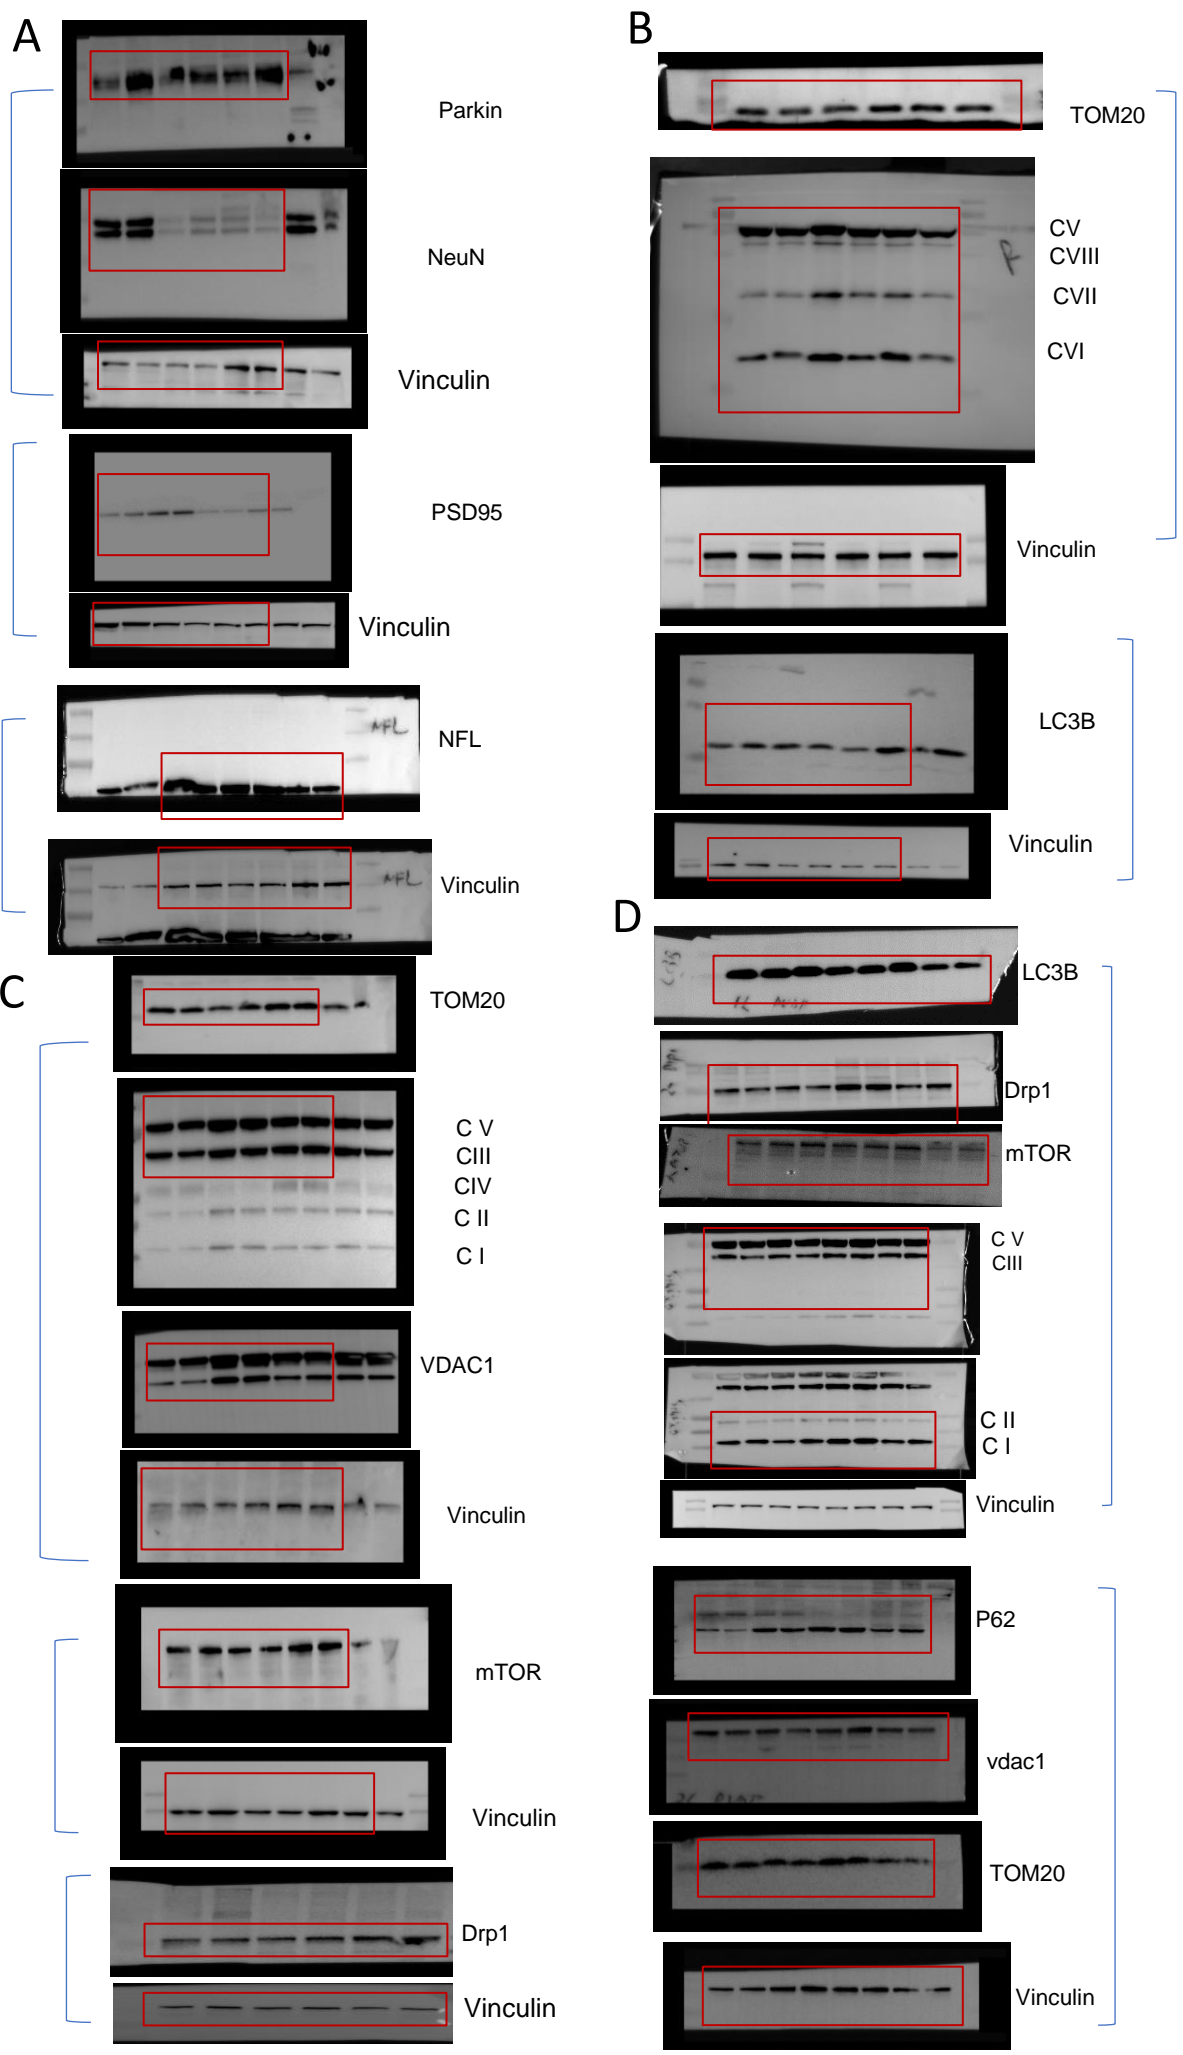 A
Parkin
NeuN
Vinculin
PSD95
Vinculin
NFL
NFL
Vinculin
NFL
B
TOM20
CV
CVIII
CVII
CVI
R
Vinculin
LC3B
Vinculin
C
TOM20
C V
CIII
CIV
C II
C I
VDAC1
Vinculin
mTOR
Vinculin
Drp1
Vinculin
D
LC3B
Drp1
mTOR
C V
CIII
C II
C I
Vinculin
P62
vdac1
TOM20
Vinculin